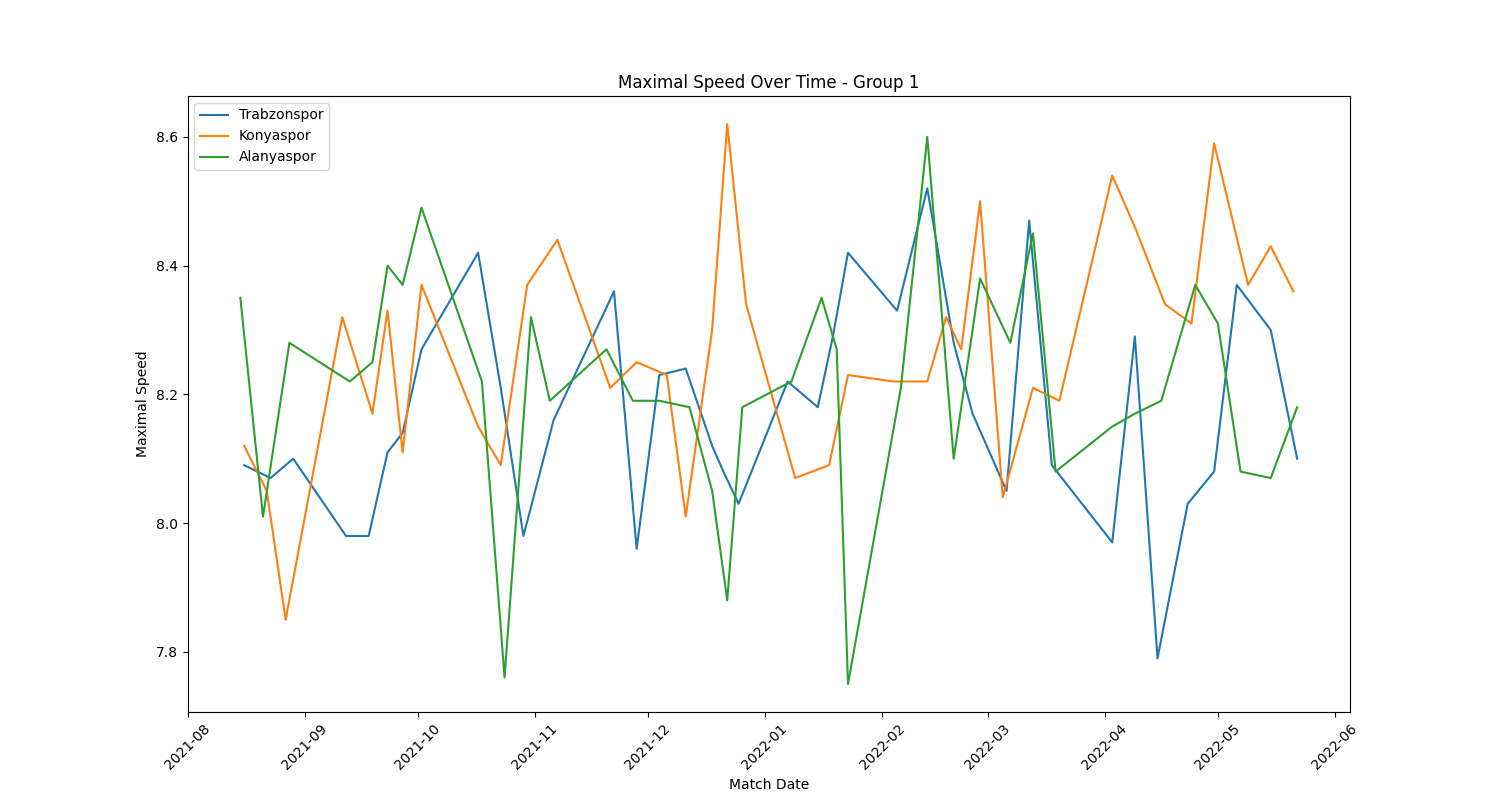 Maximal Speed Over Time - Group 1
Trabzonspor
Konyaspor
Alanyaspor
Maximal Speed
8.6
8.4
8.2
8.0
7.8
2021-08
2021-09
2021-10
2021-11
2021-12
2022-01
2022-02
2022-03
2022-04
2022-05
2022-06
Match Date